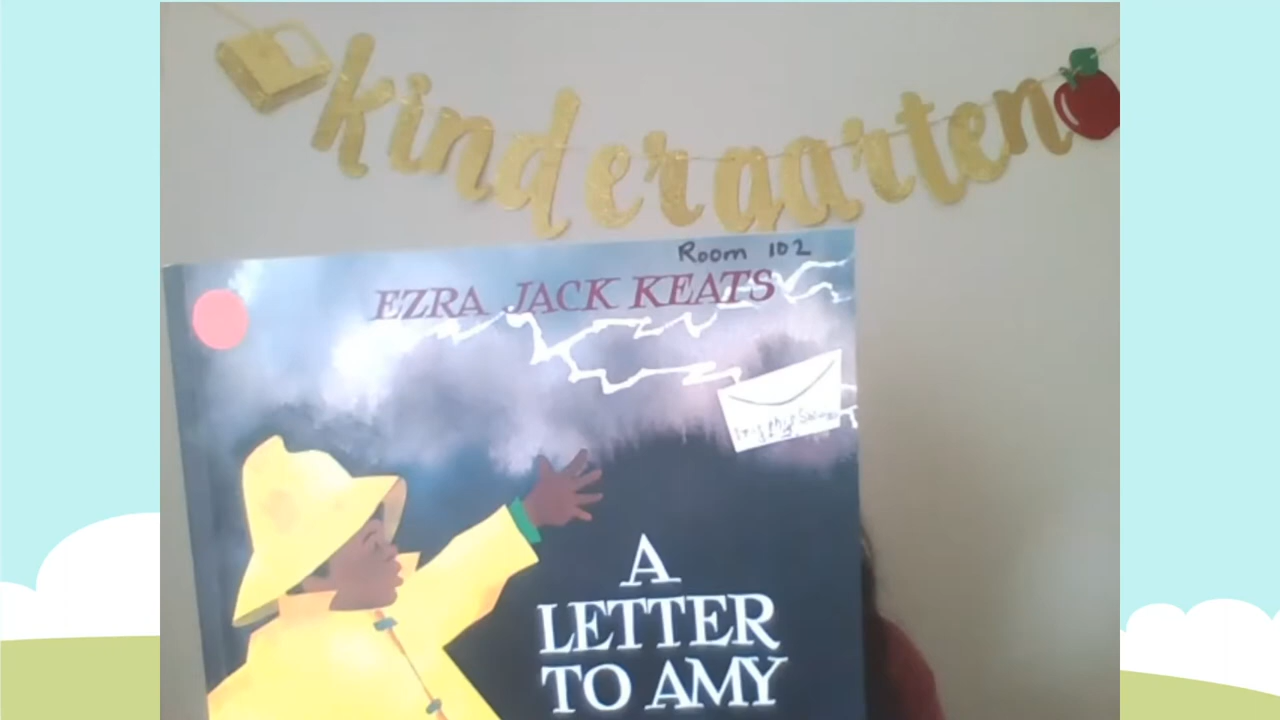 kindergarten
Room 102
EZRA JACK KEATS
A
LETTER
TO AMY